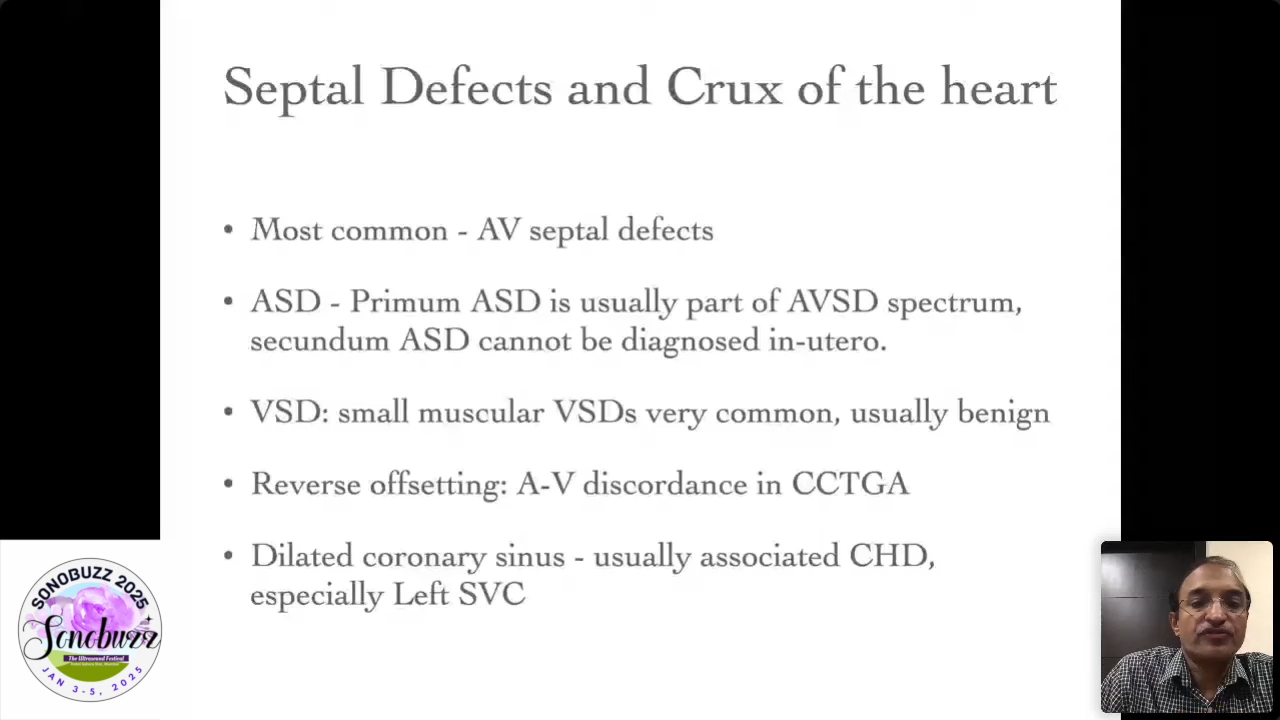 Septal Defects and Crux of the heart
• Most common - AV septal defects
• ASD - Primum ASD is usually part of AVSD spectrum,
secundum ASD cannot be diagnosed in-utero.
• VSD: small muscular VSDs very common, usually benign
• Reverse offsetting: A-V discordance in CCTGA
• Dilated coronary sinus - usually associated CHD,
especially Left SVC
SONOBUZZ 2025
Sonobuzz
The Ultrasound Festival
JAN 3-5, 2025